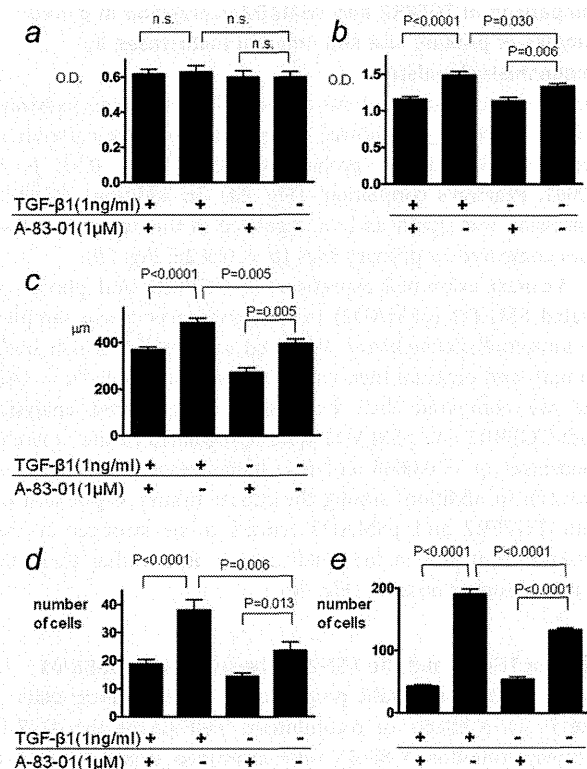 a
n.s.
n.s.
n.s.
O.D.
0.6
0.4
0.2
0.0
b
P<0.0001
P=0.030
P=0.006
O.D.
1.5
1.0
0.5
0.0
TGF-β1(1ng/ml) + + - -
A-83-01(1μM) + - + -
+ + - -
+ - + -
c
P<0.0001
P=0.005
P=0.005
μm
400
200
0
TGF-β1(1ng/ml) + + - -
A-83-01(1μM) + - + -
d
P<0.0001
P=0.006
P=0.013
number
of cells
40
30
20
10
0
e
P<0.0001
P<0.0001
P<0.0001
number
of cells
200
100
0
TGF-β1(1ng/ml) + + - -
A-83-01(1μM) + - + -
+ + - -
+ - + -